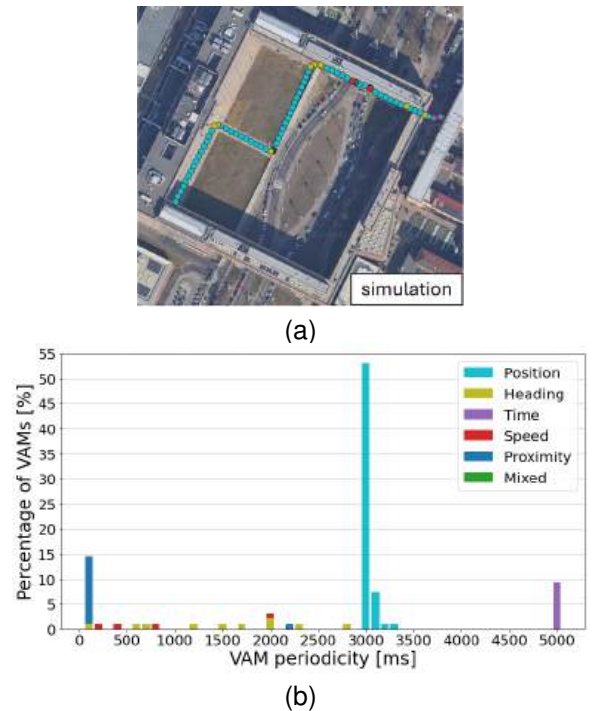 simulation
(a)
Percentage of VAMs [%]
55
50
45
40
35
30
25
20
15
10
5
0
Position
Heading
Time
Speed
Proximity
Mixed
0 500 1000 1500 2000 2500 3000 3500 4000 4500 5000
VAM periodicity [ms]
(b)